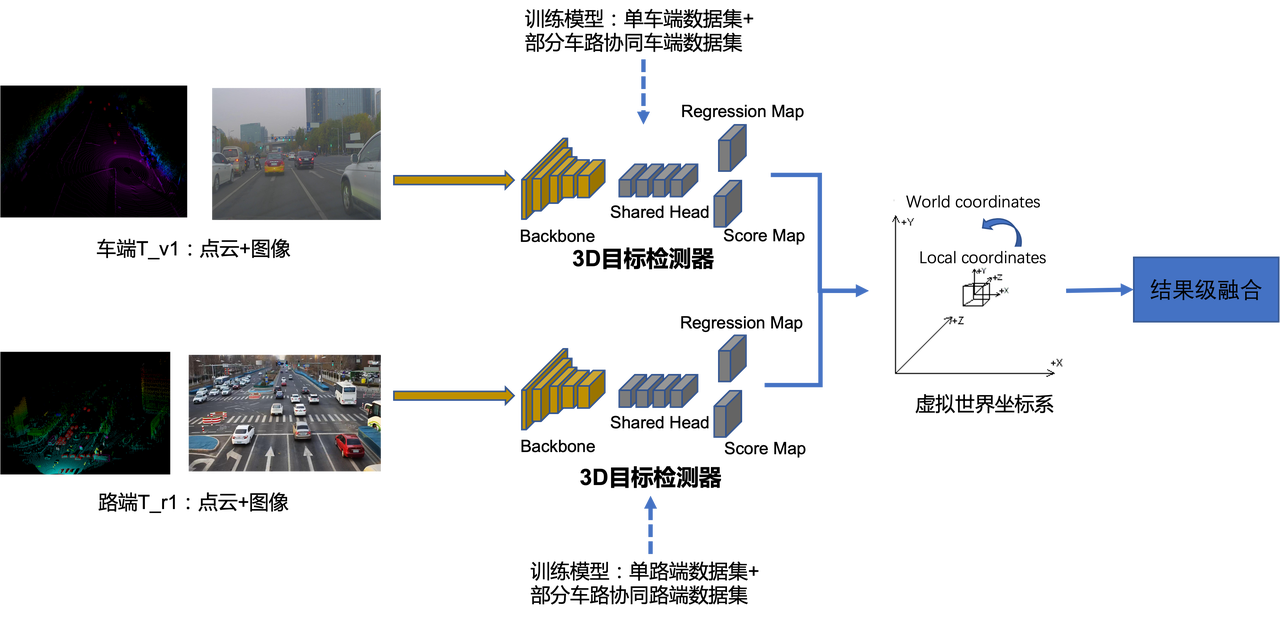 训练模型：单车端数据集+
部分车路协同车端数据集
Regression Map
Shared Head
Backbone
Score Map
3D目标检测器
车端T_v1：点云+图像
World coordinates
+Y
Local coordinates
+Y
+Z
+X
+Z
+X
虚拟世界坐标系
结果级融合
Regression Map
Shared Head
Backbone
Score Map
3D目标检测器
路端T_r1：点云+图像
训练模型：单路端数据集+
部分车路协同路端数据集